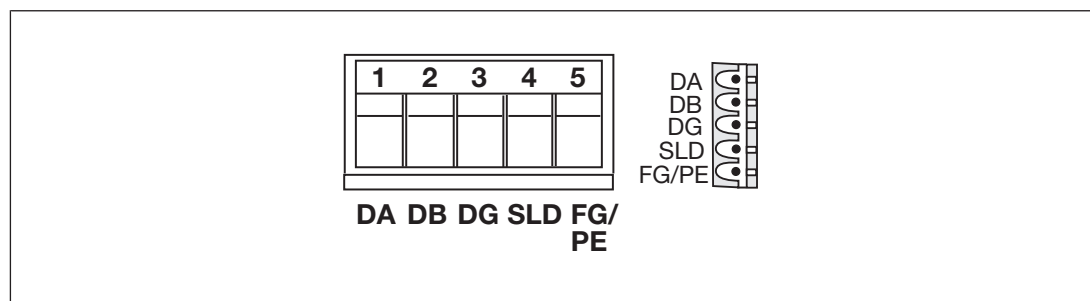 1 2 3 4 5
DA DB DG SLD FG/
PE
DA
DB
DG
SLD
FG/PE